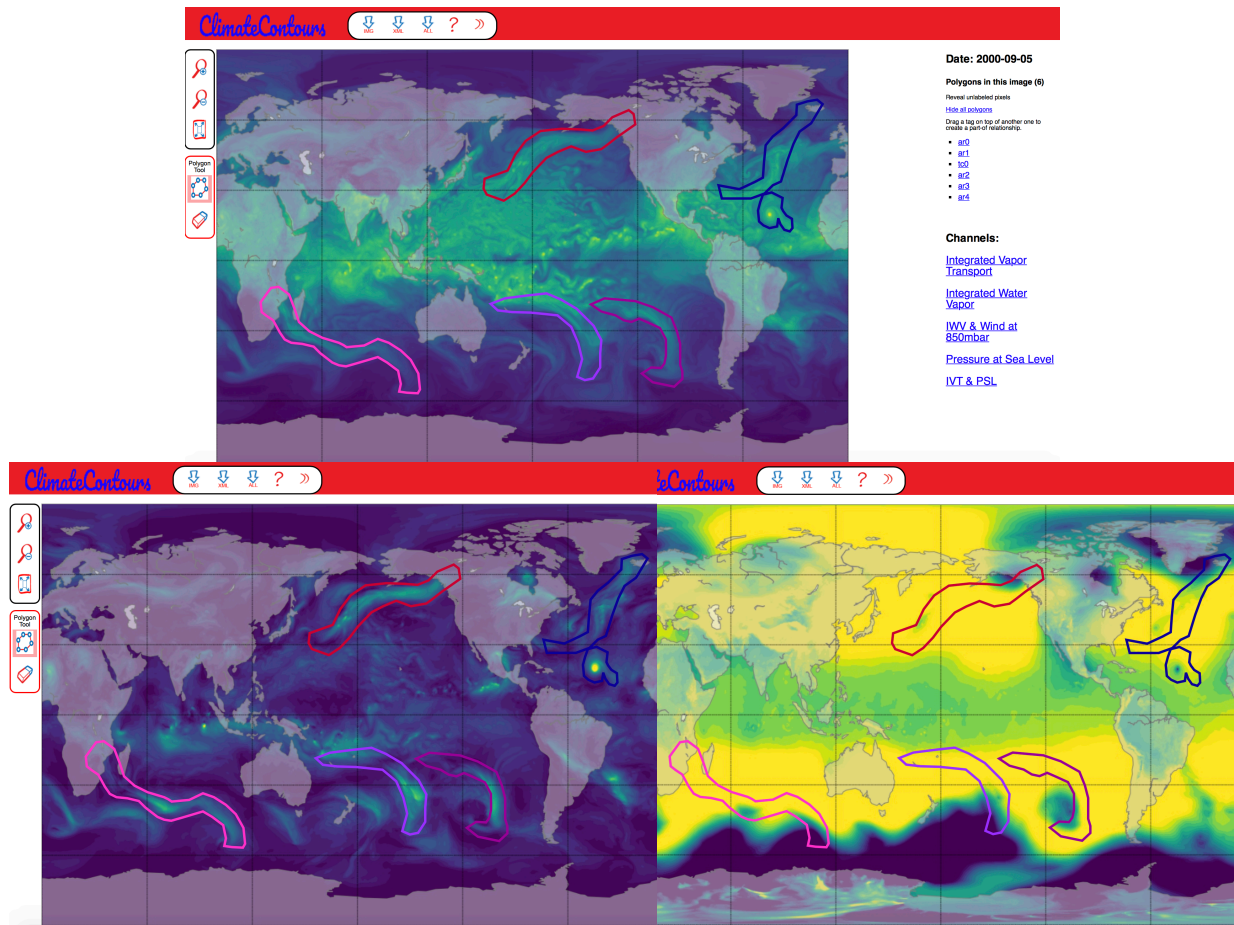 ClimateContours
IMG
XML
ALL
?
Polygon
Tool
Date: 2000-09-05
Polygons in this image (6)
Reveal unlabeled pixels
Hide all polygons
Drag a tag on top of another one to
create a part-of relationship.
ar0
ar1
tc0
ar2
ar3
ar4
Channels:
Integrated Vapor
Transport
Integrated Water
Vapor
IWV & Wind at
850mbar
Pressure at Sea Level
IVT & PSL
ClimateContours
IMG
XML
ALL
?
Polygon
Tool
eContours
IMG
XML
ALL
?